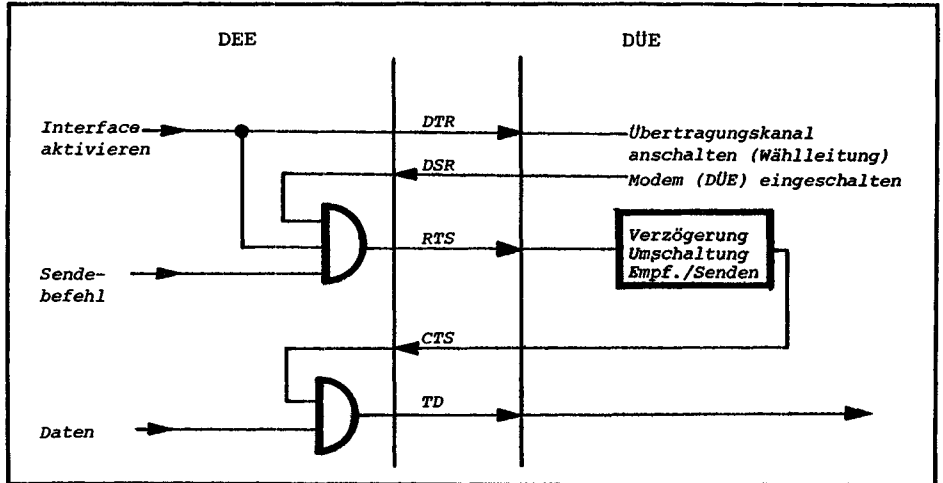 DEE
DÜE
Interface
aktivieren
DTR
Übertragungskanal
anschalten (Wählleitung)
DSR
Modem (DÜE) eingeschalten
RTS
Verzögerung
Umschaltung
Empf./Senden
Sende-
befehl
CTS
TD
Daten